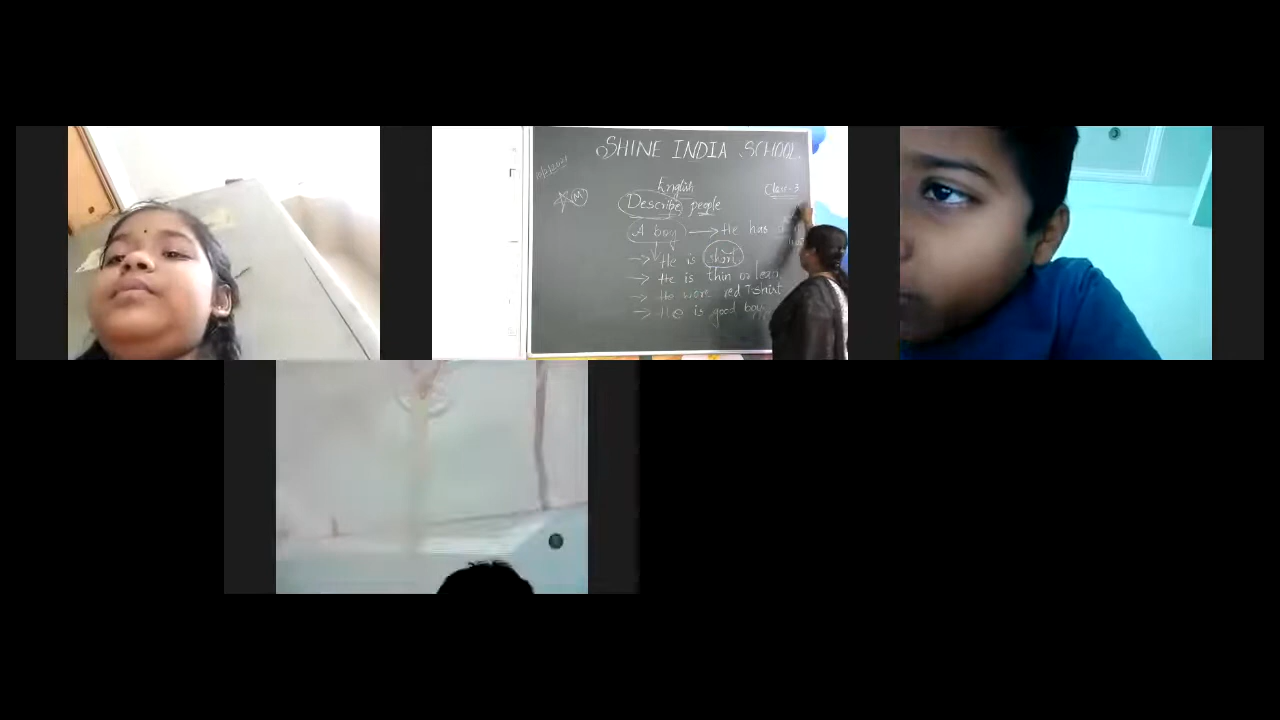 SHINE INDIA SCHOOL
English
Class-3
Describe people
A boy → He has
→ He is short
→ He is thin or lean
→ He wore red T-shirt
→ He is good boy